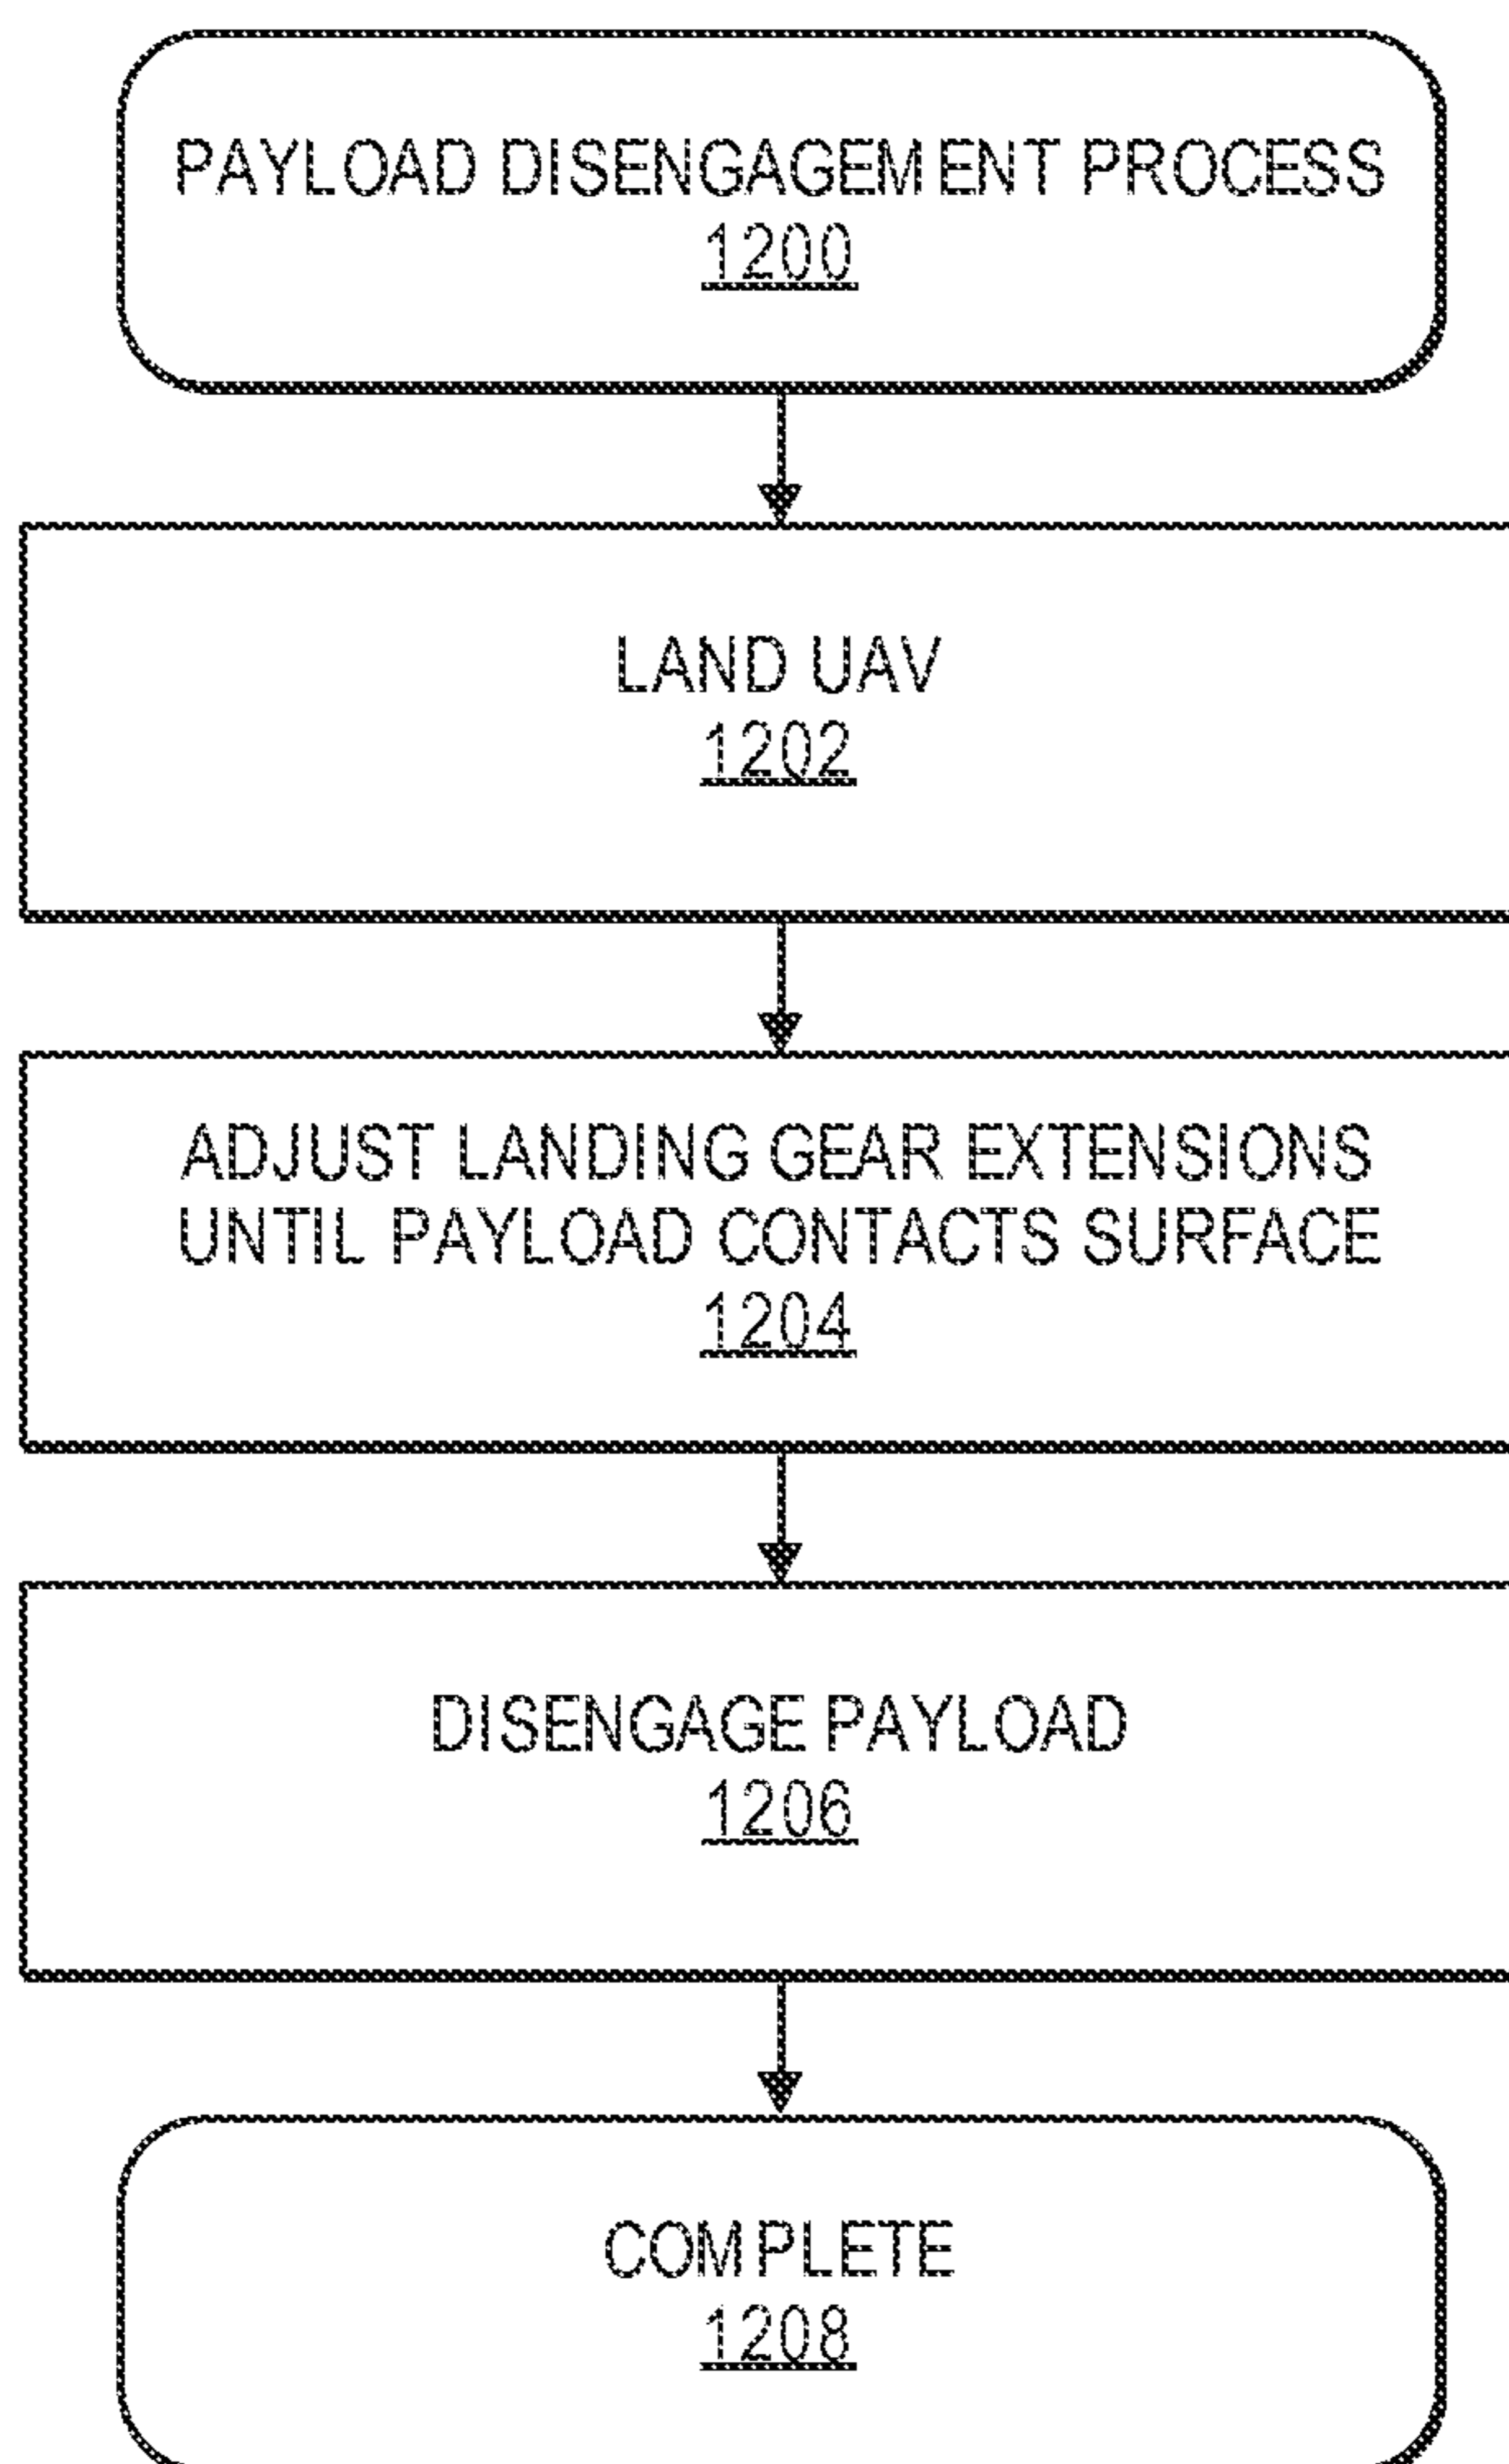 PAYLOAD DISENGAGEMENT PROCESS
1200
LAND UAV
1202
ADJUST LANDING GEAR EXTENSIONS
UNTIL PAYLOAD CONTACTS SURFACE
1204
DISENGAGE PAYLOAD
1206
COMPLETE
1208